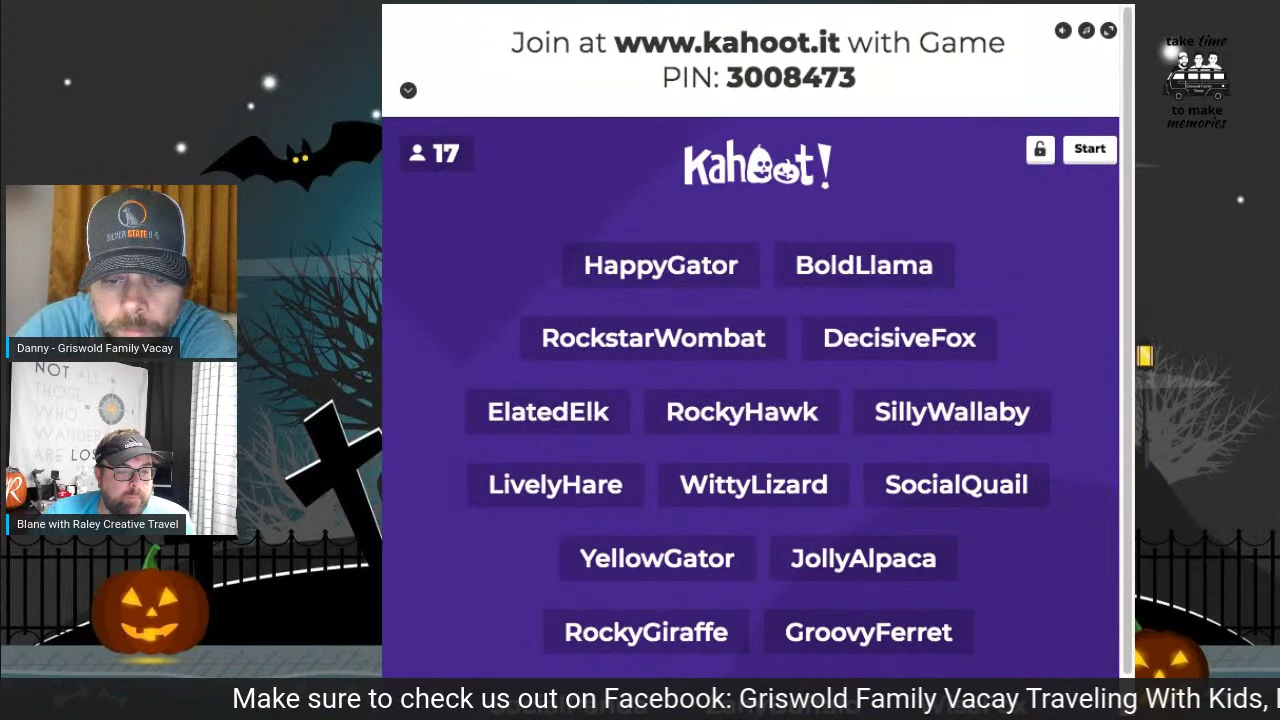 Join at www.kahoot.it with Game
PIN: 3008473
take time
to make
memories
17
Kahoot!
Start
HappyGator
BoldLlama
RockstarWombat
DecisiveFox
ElatedElk
RockyHawk
SillyWallaby
LivelyHare
WittyLizard
SocialQuail
YellowGator
JollyAlpaca
RockyGiraffe
GroovyFerret
SILVER STATE
Danny - Griswold Family Vacay
NOT ALL
THOSE
WHO
WANDER
ARE LOS
adidas
R
Blane with Raley Creative Travel
Make sure to check us out on Facebook: Griswold Family Vacay Traveling With Kids,